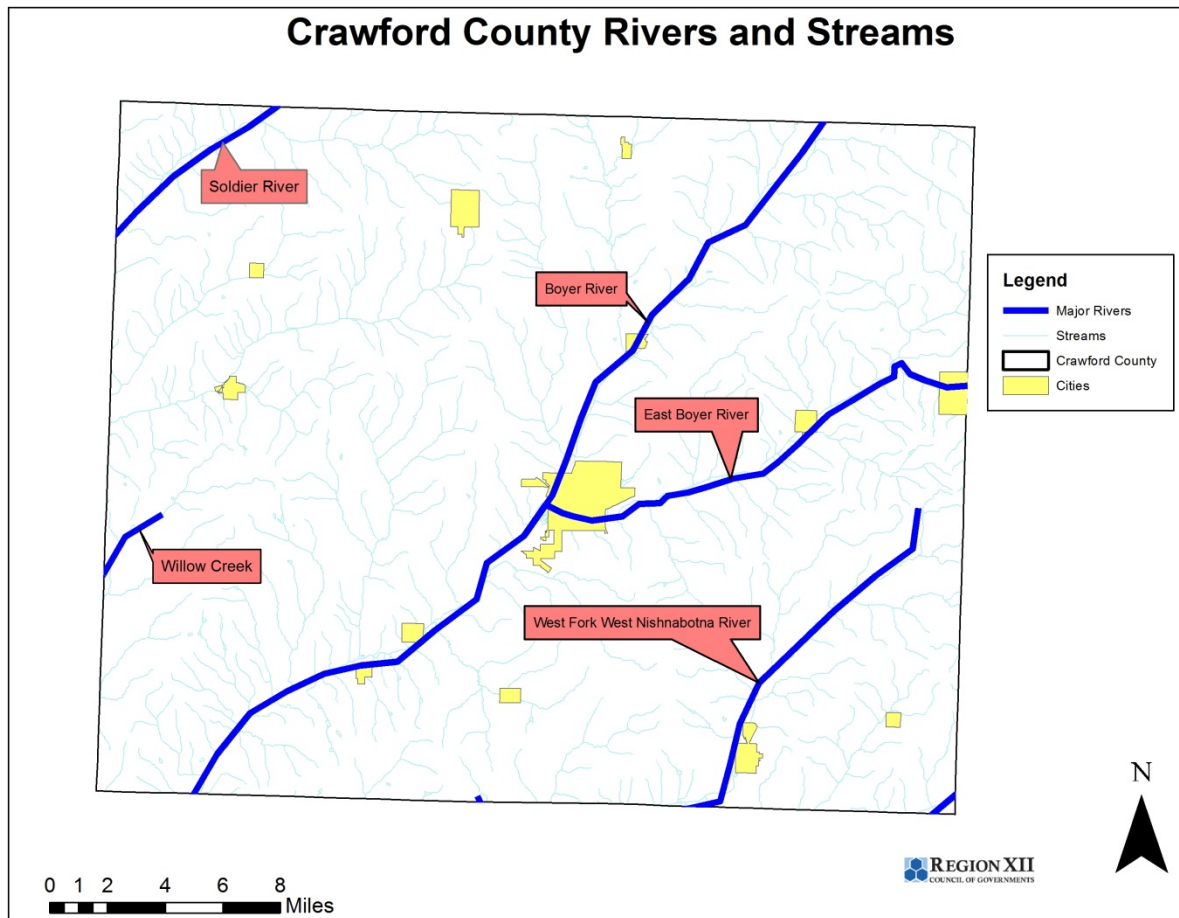 Crawford County Rivers and Streams
Soldier River
Boyer River
East Boyer River
Willow Creek
West Fork West Nishnabotna River
Legend
Major Rivers
Streams
Crawford County
Cities
N
REGION XII
COUNCIL OF GOVERNMENTS
0 1 2 4 6 8
Miles